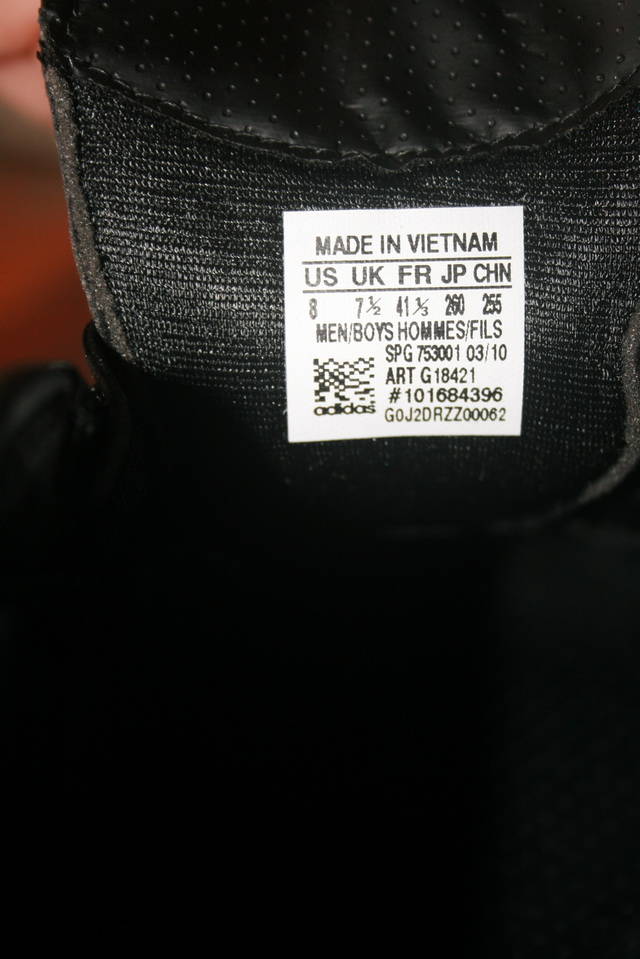 MADE IN VIETNAM
US UK FR JP CHN
8 7½ 41⅓ 260 255
MEN/BOYS HOMMES/FILS
SPG 753001 03/10
ART G18421
#101684396
adidas G0J2DRZZ00062